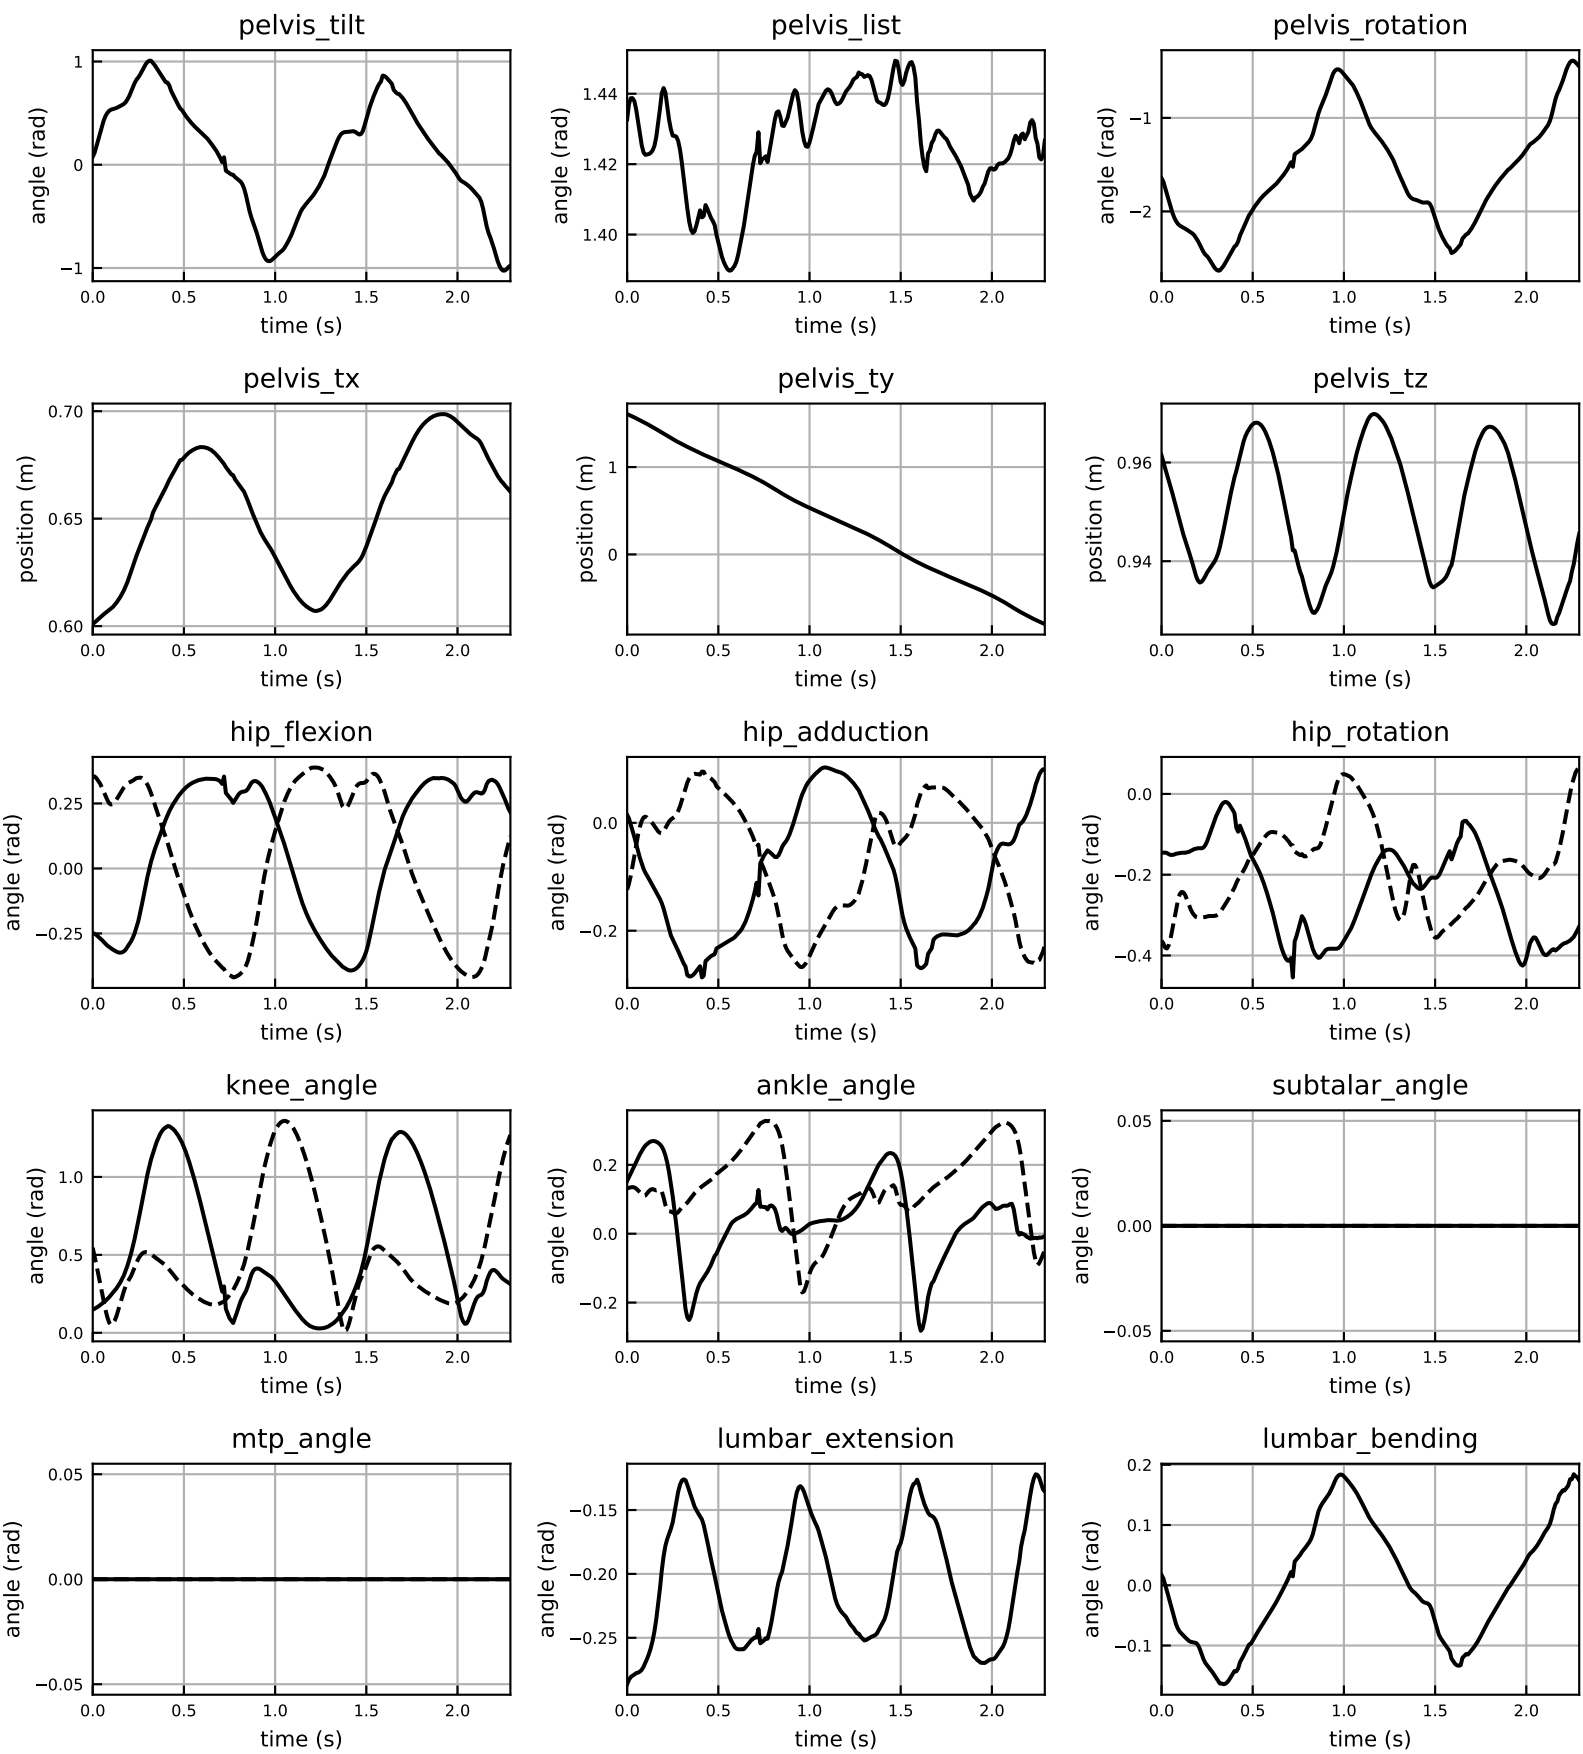 pelvis_tilt
angle (rad)
1
0
−1
0.0 0.5 1.0 1.5 2.0
time (s)
pelvis_list
angle (rad)
1.44
1.42
1.40
0.0 0.5 1.0 1.5 2.0
time (s)
pelvis_rotation
angle (rad)
−1
−2
0.0 0.5 1.0 1.5 2.0
time (s)
pelvis_tx
position (m)
0.70
0.65
0.60
0.0 0.5 1.0 1.5 2.0
time (s)
pelvis_ty
position (m)
1
0
0.0 0.5 1.0 1.5 2.0
time (s)
pelvis_tz
position (m)
0.96
0.94
0.0 0.5 1.0 1.5 2.0
time (s)
hip_flexion
angle (rad)
0.25
0.00
−0.25
0.0 0.5 1.0 1.5 2.0
time (s)
hip_adduction
angle (rad)
0.0
−0.2
0.0 0.5 1.0 1.5 2.0
time (s)
hip_rotation
angle (rad)
0.0
−0.2
−0.4
0.0 0.5 1.0 1.5 2.0
time (s)
knee_angle
angle (rad)
1.0
0.5
0.0
0.0 0.5 1.0 1.5 2.0
time (s)
ankle_angle
angle (rad)
0.2
0.0
−0.2
0.0 0.5 1.0 1.5 2.0
time (s)
subtalar_angle
angle (rad)
0.05
0.00
−0.05
0.0 0.5 1.0 1.5 2.0
time (s)
mtp_angle
angle (rad)
0.05
0.00
−0.05
0.0 0.5 1.0 1.5 2.0
time (s)
lumbar_extension
angle (rad)
−0.15
−0.20
−0.25
0.0 0.5 1.0 1.5 2.0
time (s)
lumbar_bending
angle (rad)
0.2
0.1
0.0
−0.1
0.0 0.5 1.0 1.5 2.0
time (s)